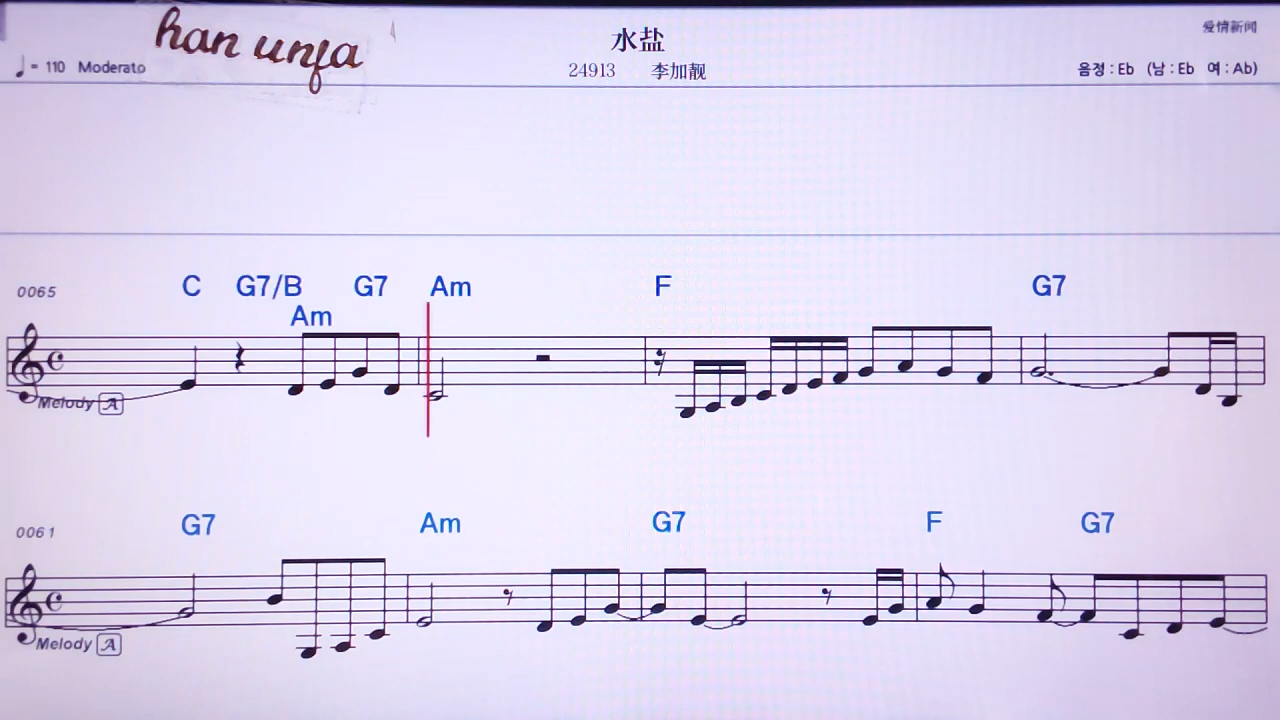 han unfa
水盐
爱情新闻
♩= 110 Moderato
24913 李加靓
음정 : Eb (남 : Eb 여 : Ab)
0065
C G7/B G7 Am F G7
Am
Melody A
0061
G7 Am G7 F G7
Melody A